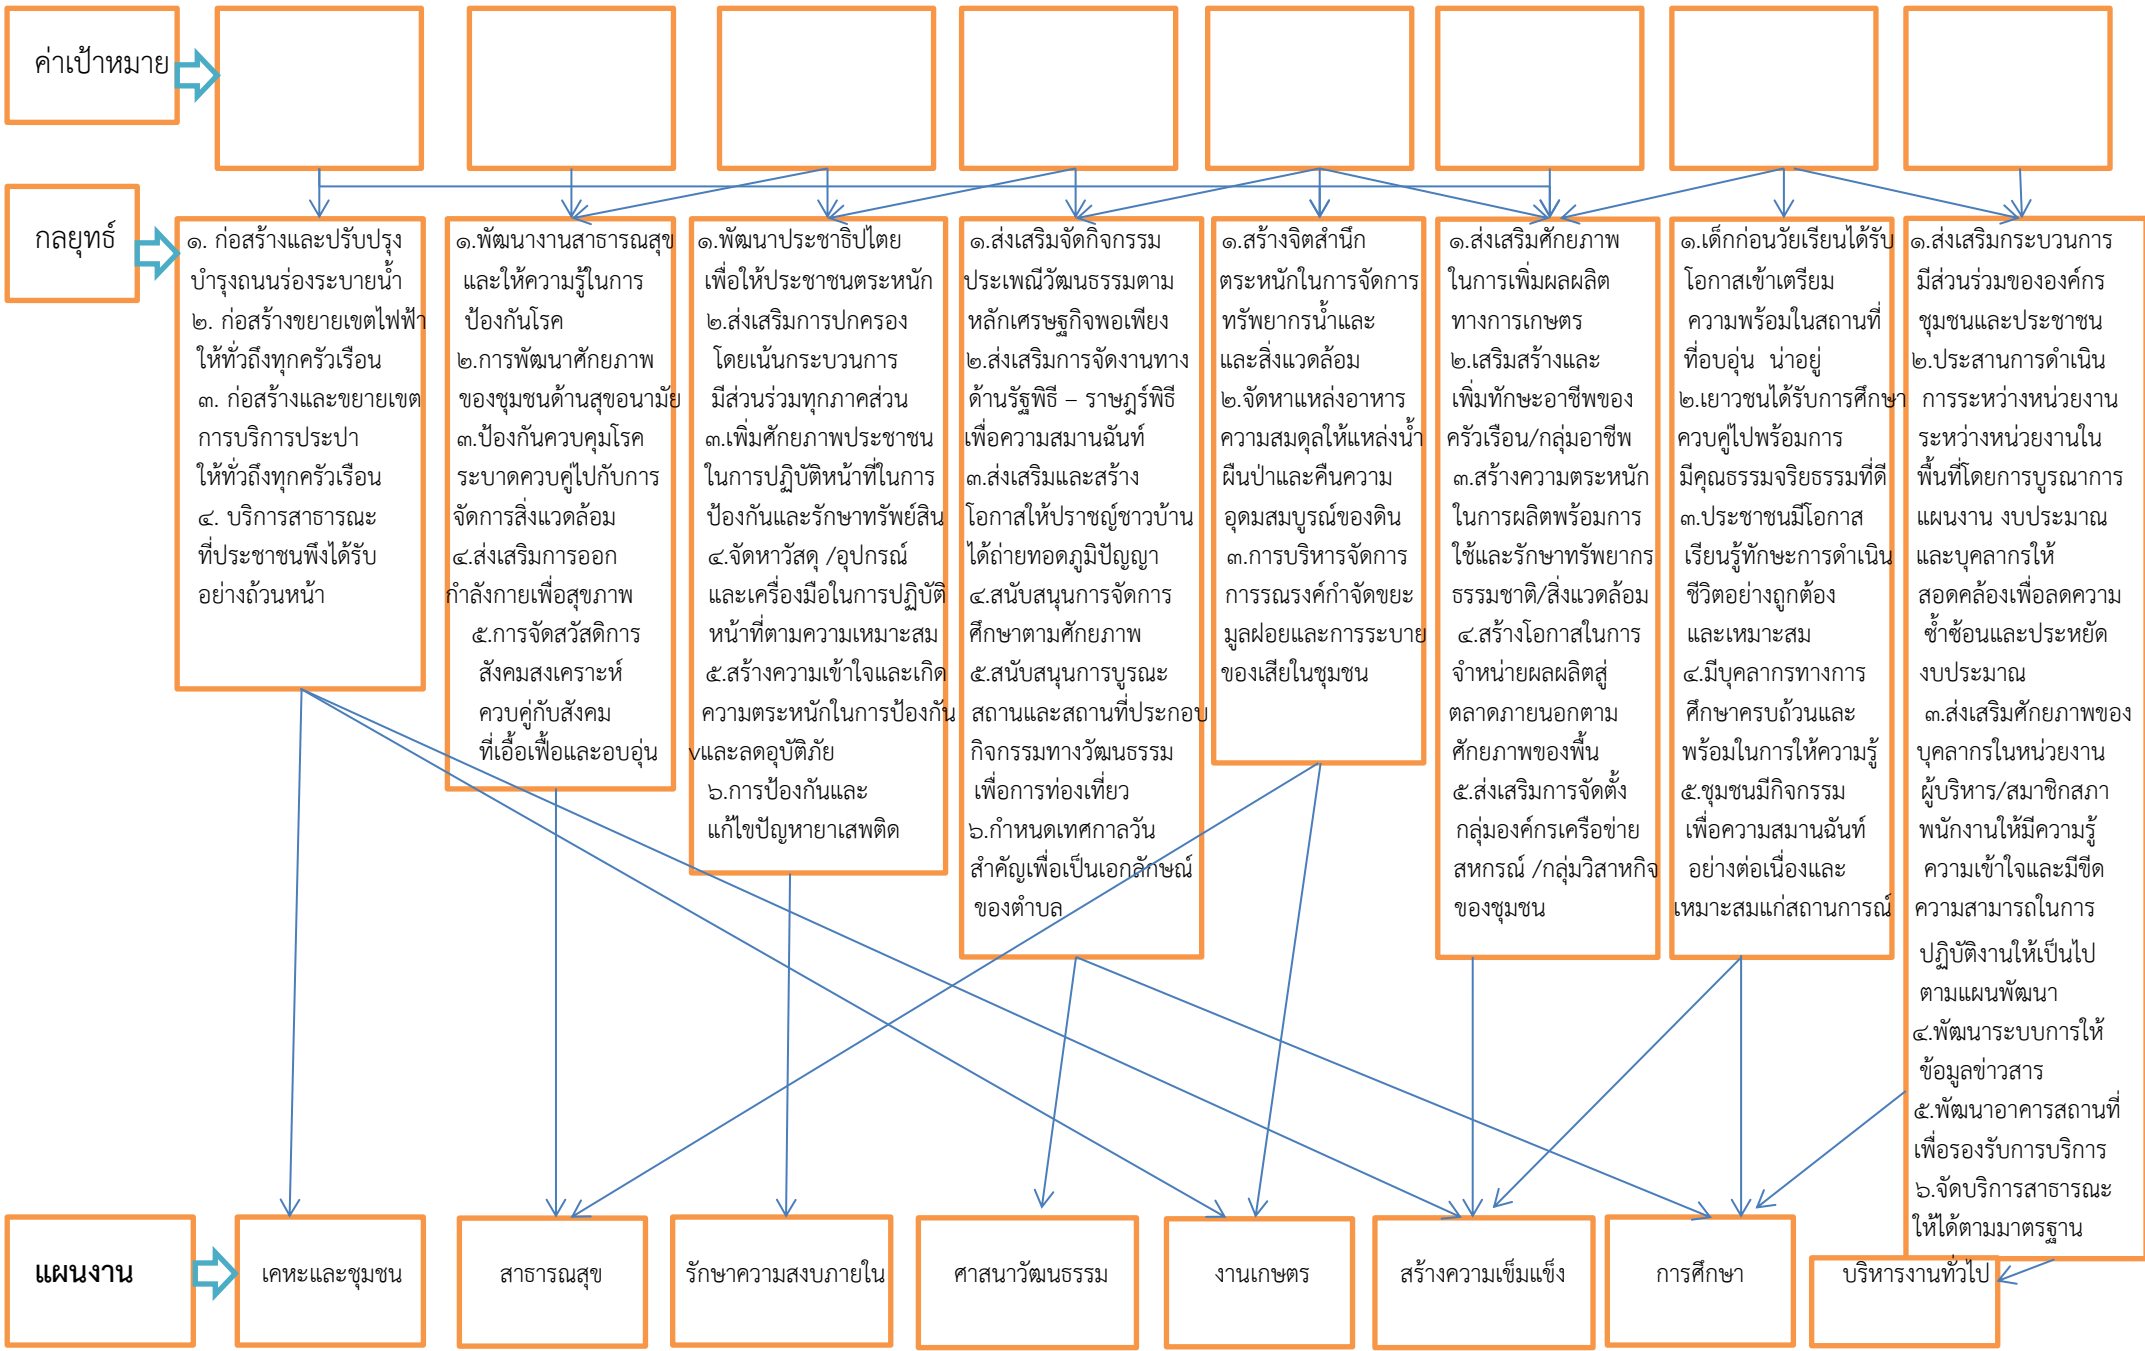 ค่าเป้าหมาย
กลยุทธ์
๑. ก่อสร้างและปรับปรุง
บำรุงถนนร่องระบายน้ำ
๒. ก่อสร้างขยายเขตไฟฟ้า
ให้ทั่วถึงทุกครัวเรือน
๓. ก่อสร้างและขยายเขต
การบริการประปา
ให้ทั่วถึงทุกครัวเรือน
๔. บริการสาธารณะ
ที่ประชาชนพึงได้รับ
อย่างถ้วนหน้า
๑.พัฒนางานสาธารณสุข
และให้ความรู้ในการ
ป้องกันโรค
๒.การพัฒนาศักยภาพ
ของชุมชนด้านสุขอนามัย
๓.ป้องกันควบคุมโรค
ระบาดควบคู่ไปกับการ
จัดการสิ่งแวดล้อม
๔.ส่งเสริมการออก
กำลังกายเพื่อสุขภาพ
๕.การจัดสวัสดิการ
สังคมสงเคราะห์
ควบคู่กับสังคม
ที่เอื้อเฟื้อและอบอุ่น
๑.พัฒนาประชาธิปไตย
เพื่อให้ประชาชนตระหนัก
๒.ส่งเสริมการปกครอง
โดยเน้นกระบวนการ
มีส่วนร่วมทุกภาคส่วน
๓.เพิ่มศักยภาพประชาชน
ในการปฏิบัติหน้าที่ในการ
ป้องกันและรักษาทรัพย์สิน
๔.จัดหาวัสดุ /อุปกรณ์
และเครื่องมือในการปฏิบัติ
หน้าที่ตามความเหมาะสม
๕.สร้างความเข้าใจและเกิด
ความตระหนักในการป้องกัน
vและลดอุบัติภัย
๖.การป้องกันและ
แก้ไขปัญหายาเสพติด
๑.ส่งเสริมจัดกิจกรรม
ประเพณีวัฒนธรรมตาม
หลักเศรษฐกิจพอเพียง
๒.ส่งเสริมการจัดงานทาง
ด้านรัฐพิธี – ราษฎร์พิธี
เพื่อความสมานฉันท์
๓.ส่งเสริมและสร้าง
โอกาสให้ปราชญ์ชาวบ้าน
ได้ถ่ายทอดภูมิปัญญา
๔.สนับสนุนการจัดการ
ศึกษาตามศักยภาพ
๕.สนับสนุนการบูรณะ
สถานและสถานที่ประกอบ
กิจกรรมทางวัฒนธรรม
เพื่อการท่องเที่ยว
๖.กำหนดเทศกาลวัน
สำคัญเพื่อเป็นเอกลักษณ์
ของตำบล
๑.สร้างจิตสำนึก
ตระหนักในการจัดการ
ทรัพยากรน้ำและ
และสิ่งแวดล้อม
๒.จัดหาแหล่งอาหาร
ความสมดุลให้แหล่งน้ำ
ผืนป่าและคืนความ
อุดมสมบูรณ์ของดิน
๓.การบริหารจัดการ
การรณรงค์กำจัดขยะ
มูลฝอยและการระบาย
ของเสียในชุมชน
๑.ส่งเสริมศักยภาพ
ในการเพิ่มผลผลิต
ทางการเกษตร
๒.เสริมสร้างและ
เพิ่มทักษะอาชีพของ
ครัวเรือน/กลุ่มอาชีพ
๓.สร้างความตระหนัก
ในการผลิตพร้อมการ
ใช้และรักษาทรัพยากร
ธรรมชาติ/สิ่งแวดล้อม
๔.สร้างโอกาสในการ
จำหน่ายผลผลิตสู่
ตลาดภายนอกตาม
ศักยภาพของพื้น
๕.ส่งเสริมการจัดตั้ง
กลุ่มองค์กรเครือข่าย
สหกรณ์ /กลุ่มวิสาหกิจ
ของชุมชน
๑.เด็กก่อนวัยเรียนได้รับ
โอกาสเข้าเตรียม
ความพร้อมในสถานที่
ที่อบอุ่น น่าอยู่
๒.เยาวชนได้รับการศึกษา
ควบคู่ไปพร้อมการ
มีคุณธรรมจริยธรรมที่ดี
๓.ประชาชนมีโอกาส
เรียนรู้ทักษะการดำเนิน
ชีวิตอย่างถูกต้อง
และเหมาะสม
๔.มีบุคลากรทางการ
ศึกษาครบถ้วนและ
พร้อมในการให้ความรู้
๕.ชุมชนมีกิจกรรม
เพื่อความสมานฉันท์
อย่างต่อเนื่องและ
เหมาะสมแก่สถานการณ์
๑.ส่งเสริมกระบวนการ
มีส่วนร่วมขององค์กร
ชุมชนและประชาชน
๒.ประสานการดำเนิน
การระหว่างหน่วยงาน
ระหว่างหน่วยงานใน
พื้นที่โดยการบูรณาการ
แผนงาน งบประมาณ
และบุคลากรให้
สอดคล้องเพื่อลดความ
ซ้ำซ้อนและประหยัด
งบประมาณ
๓.ส่งเสริมศักยภาพของ
บุคลากรในหน่วยงาน
ผู้บริหาร/สมาชิกสภา
พนักงานให้มีความรู้
ความเข้าใจและมีขีด
ความสามารถในการ
ปฏิบัติงานให้เป็นไป
ตามแผนพัฒนา
๔.พัฒนาระบบการให้
ข้อมูลข่าวสาร
๕.พัฒนาอาคารสถานที่
เพื่อรองรับการบริการ
๖.จัดบริการสาธารณะ
ให้ได้ตามมาตรฐาน
แผนงาน
เคหะและชุมชน
สาธารณสุข
รักษาความสงบภายใน
ศาสนาวัฒนธรรม
งานเกษตร
สร้างความเข็มแข็ง
การศึกษา
บริหารงานทั่วไป